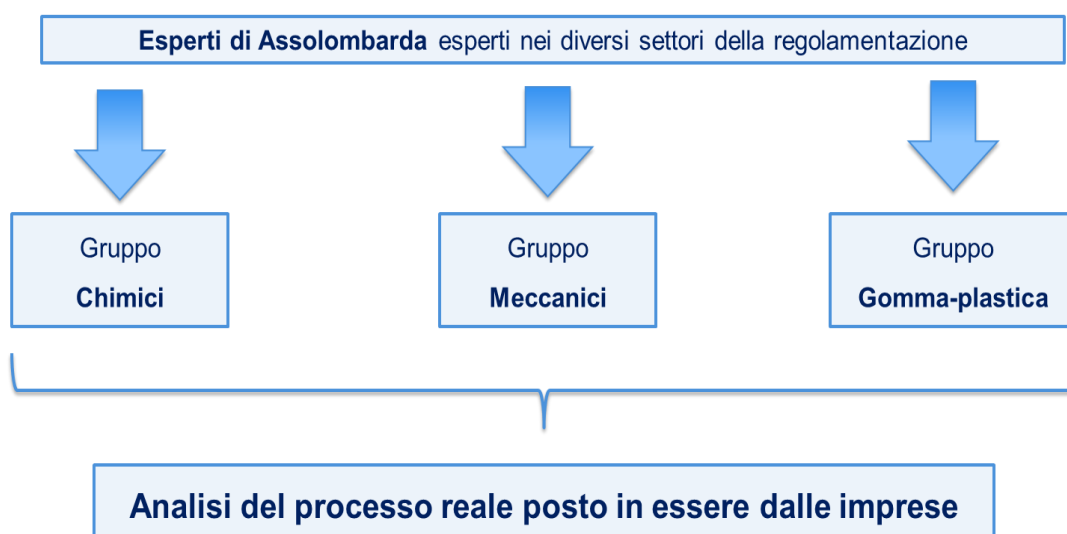 Esperti di Assolombarda esperti nei diversi settori della regolamentazione
Gruppo
Chimici
Gruppo
Meccanici
Gruppo
Gomma-plastica
Analisi del processo reale posto in essere dalle imprese